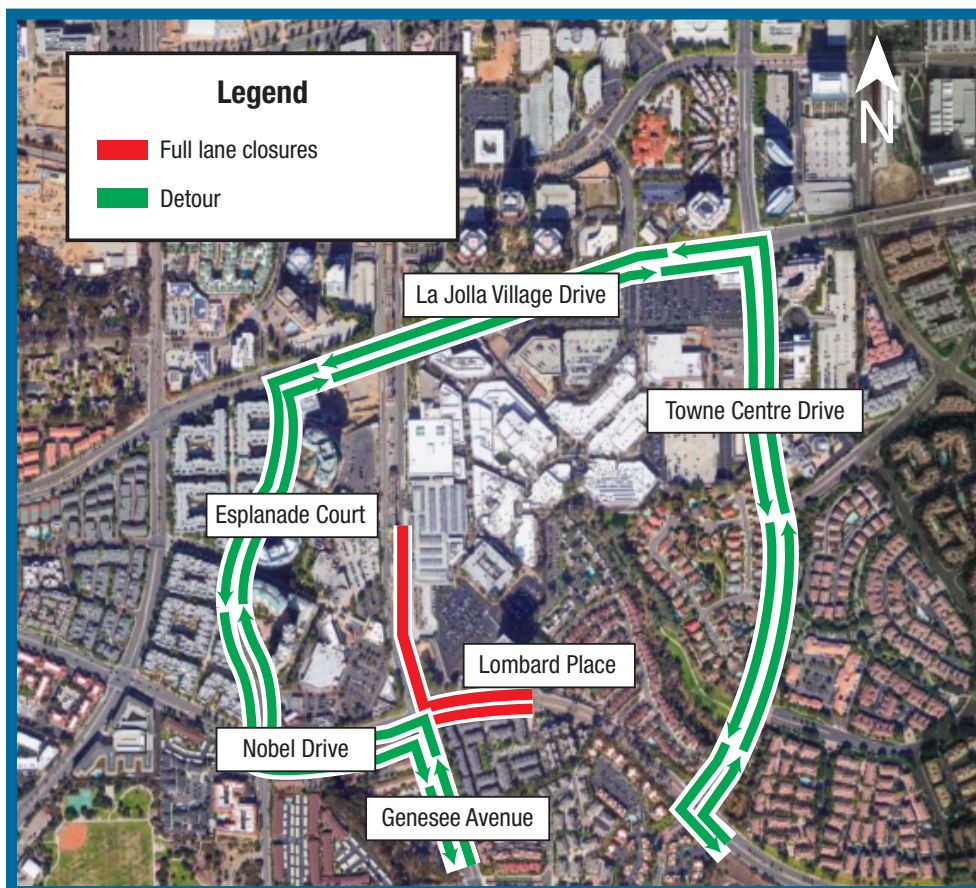 Legend
Full lane closures
Detour
N
La Jolla Village Drive
Towne Centre Drive
Esplanade Court
Lombard Place
Nobel Drive
Genesee Avenue